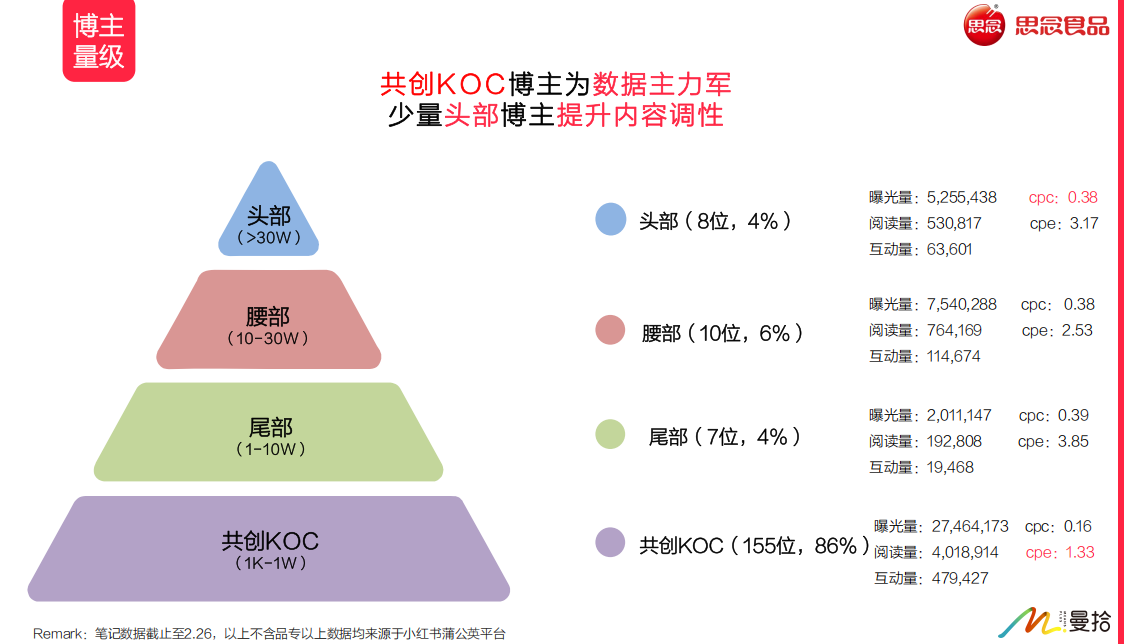 博主
量级
思念
思念食品
共创KOC博主为数据主力军
少量头部博主提升内容调性
头部
（>30W）
腰部
（10-30W）
尾部
（1-10W）
共创KOC
（1K-1W）
头部（8位，4%）
曝光量：5,255,438 cpc：0.38
阅读量：530,817 cpe：3.17
互动量：63,601
腰部（10位，6%）
曝光量：7,540,288 cpc：0.38
阅读量：764,169 cpe：2.53
互动量：114,674
尾部（7位，4%）
曝光量：2,011,147 cpc：0.39
阅读量：192,808 cpe：3.85
互动量：19,468
共创KOC（155位，86%）
曝光量：27,464,173 cpc：0.16
阅读量：4,018,914 cpe：1.33
互动量：479,427
Remark：笔记数据截止至2.26，以上不含品专以上数据均来源于小红书蒲公英平台
曼拾